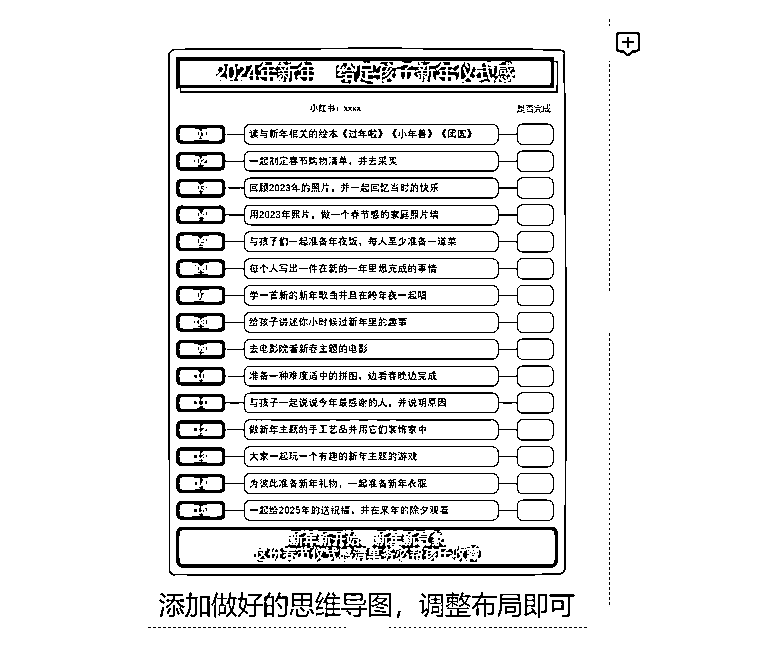 2024年新年 给足孩子新年仪式感
小红书：xxxx 是否完成
01 读与新年相关的绘本《过年啦》《小年兽》《团圆》
02 一起制定春节购物清单，并去采买
03 回顾2023年的照片，并一起回忆当时的快乐
04 用2023年照片，做一个春节感的家庭照片墙
05 与孩子们一起准备年夜饭，每人至少准备一道菜
06 每个人写出一件在新的一年里想完成的事情
07 学一首新的新年歌曲并且在跨年夜一起唱
08 给孩子讲述你小时候过新年里的趣事
09 去电影院看新春主题的电影
10 准备一种难度适中的拼图，边看春晚边完成
11 与孩子一起说说今年最感谢的人，并说明原因
12 做新年主题的手工艺品并用它们装饰家中
13 大家一起玩一个有趣的新年主题的游戏
14 为彼此准备新年礼物，一起准备新年衣服
15 一起给2025年的送祝福，并在来年的除夕观看
新年新开始，新年新气象
这份春节仪式感清单务必帮孩子收藏
添加做好的思维导图，调整布局即可